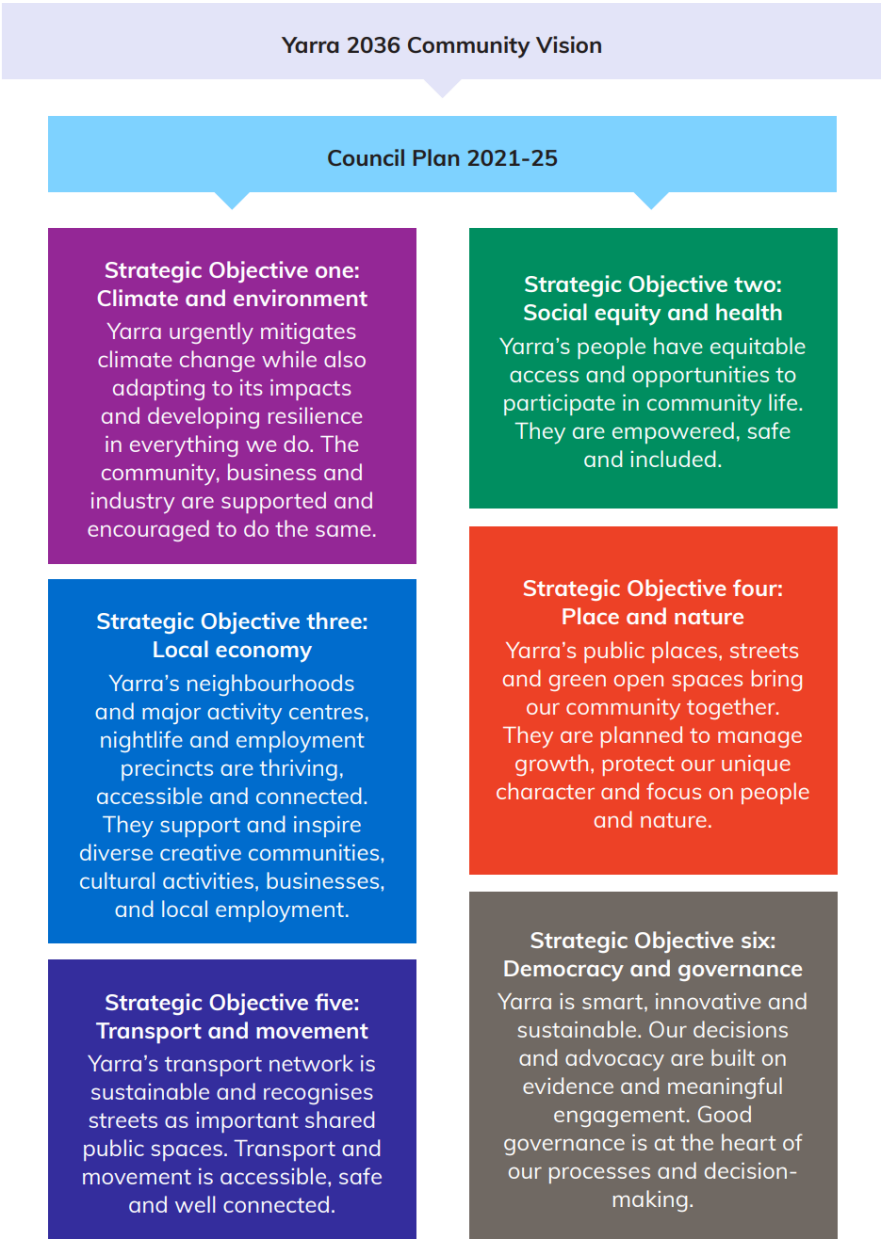 Yarra 2036 Community Vision
Council Plan 2021-25
Strategic Objective one:
Climate and environment
Yarra urgently mitigates
climate change while also
adapting to its impacts
and developing resilience
in everything we do. The
community, business and
industry are supported and
encouraged to do the same.
Strategic Objective two:
Social equity and health
Yarra’s people have equitable
access and opportunities to
participate in community life.
They are empowered, safe
and included.
Strategic Objective three:
Local economy
Yarra’s neighbourhoods
and major activity centres,
nightlife and employment
precincts are thriving,
accessible and connected.
They support and inspire
diverse creative communities,
cultural activities, businesses,
and local employment.
Strategic Objective four:
Place and nature
Yarra’s public places, streets
and green open spaces bring
our community together.
They are planned to manage
growth, protect our unique
character and focus on people
and nature.
Strategic Objective five:
Transport and movement
Yarra’s transport network is
sustainable and recognises
streets as important shared
public spaces. Transport and
movement is accessible, safe
and well connected.
Strategic Objective six:
Democracy and governance
Yarra is smart, innovative and
sustainable. Our decisions
and advocacy are built on
evidence and meaningful
engagement. Good
governance is at the heart of
our processes and decision-
making.